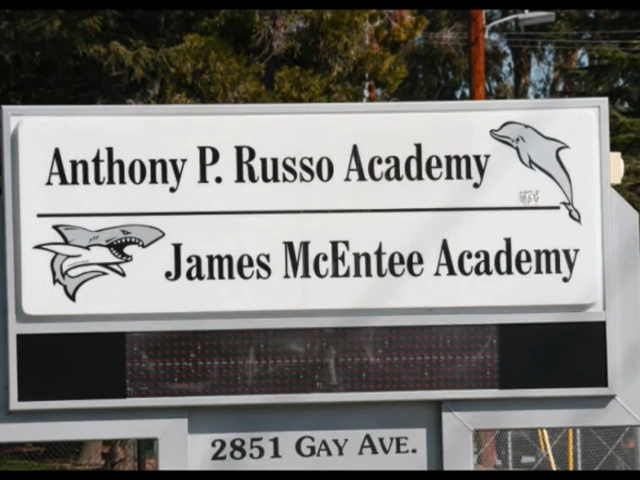 Anthony P. Russo Academy
James McEntee Academy
2851 GAY AVE.